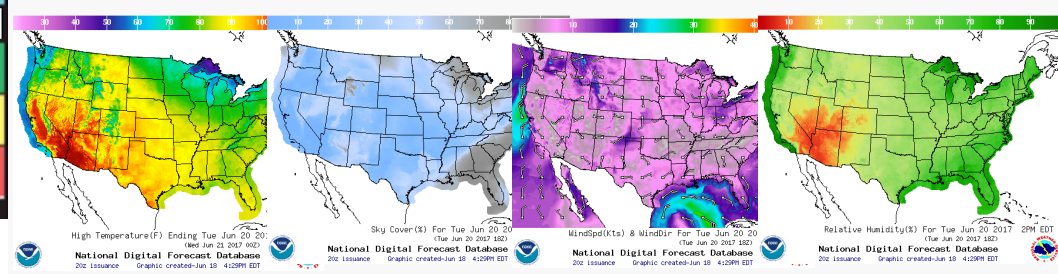 30 40 50 60 70 80 90 100
High Temperature(F) Ending Tue Jun 20 20
(Wed Jun 21 2017 00Z)
National Digital Forecast Database
20z issuance Graphic created-Jun 18 4:29PM EDT
10 20 30 40 50 60 70 80
Sky Cover(%) For Tue Jun 20 20
(Tue Jun 20 2017 18Z)
National Digital Forecast Database
20z issuance Graphic created-Jun 18 4:29PM EDT
10 20 30 40
WindSpd(Kts) & WindDir For Tue Jun 20 20
(Tue Jun 20 2017 18Z)
National Digital Forecast Database
20z issuance Graphic created-Jun 18 4:29PM EDT
10 20 30 40 50 60 70 80 90
Relative Humidity(%) For Tue Jun 20 2017 2PM EDT
(Tue Jun 20 2017 18Z)
National Digital Forecast Database
20z issuance Graphic created-Jun 18 4:29PM EDT